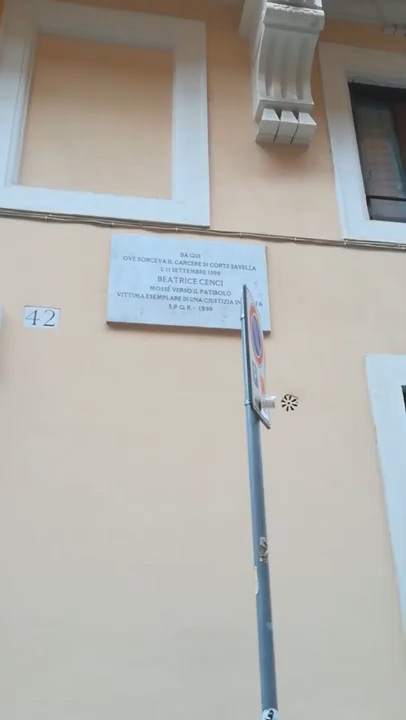 DA QUI
OVE SORGEVA IL CARCERE DI CORTE SAVELLA
L'11 SETTEMBRE 1599
BEATRICE CENCI
MOSSE VERSO IL PATIBOLO
VITTIMA ESEMPLARE DI UNA GIUSTIZIA
S.P.Q.R. - 1999
42